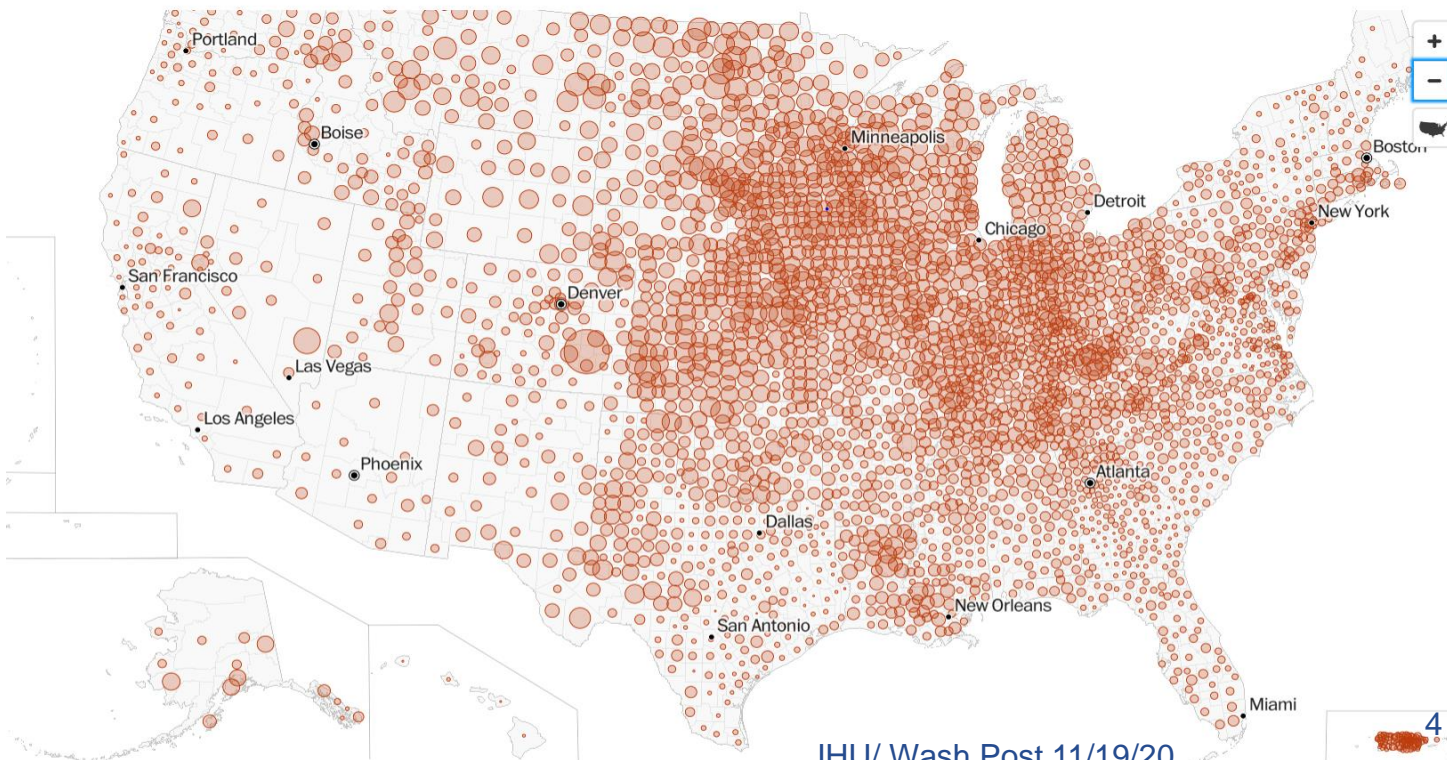 Portland
+
−
Boise
Minneapolis
Boston
Detroit
New York
Chicago
San Francisco
Denver
Las Vegas
Los Angeles
Phoenix
Atlanta
Dallas
New Orleans
San Antonio
Miami
4
JHU/ Wash Post 11/19/20